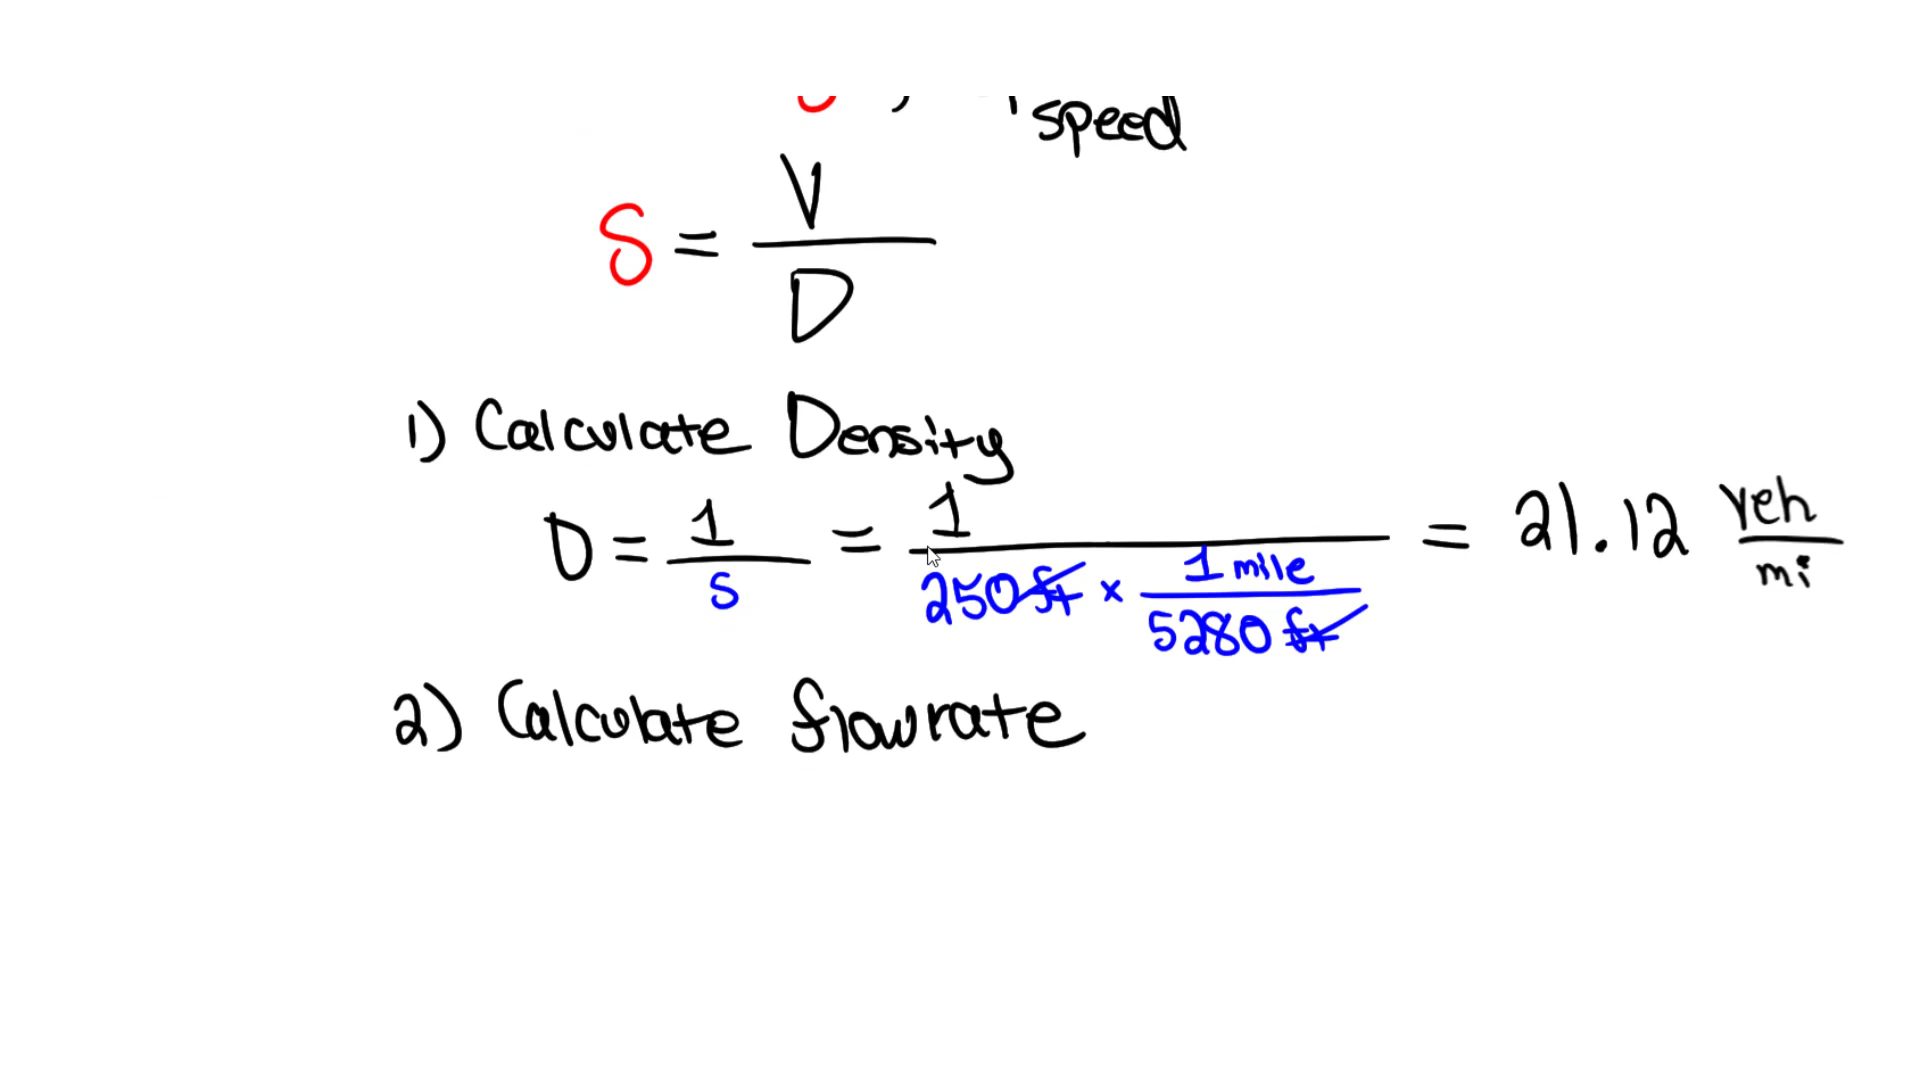 speed
S = V / D
1) Calculate Density
D = 1 / s = 1 / 250 ft x 1 mile / 5280 ft = 21.12 veh / mi
2) Calculate flowrate